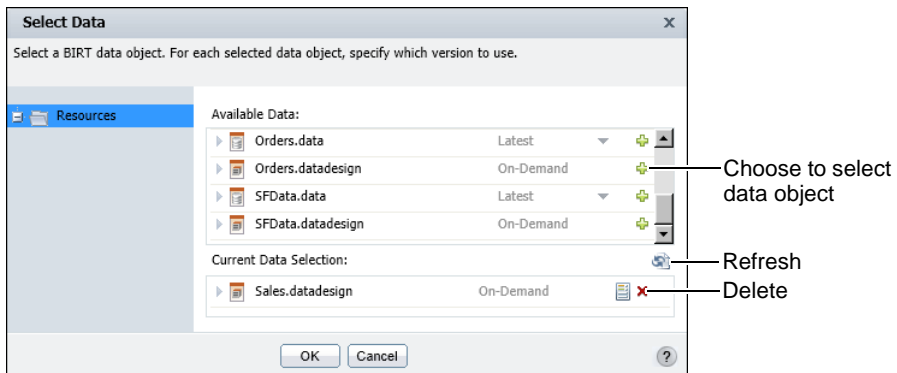 Select Data
Select a BIRT data object. For each selected data object, specify which version to use.
Resources
Available Data:
Orders.data Latest
Orders.datadesign On-Demand
Choose to select
data object
SFData.data Latest
SFData.datadesign On-Demand
Current Data Selection:
Refresh
Sales.datadesign On-Demand
Delete
OK Cancel ?